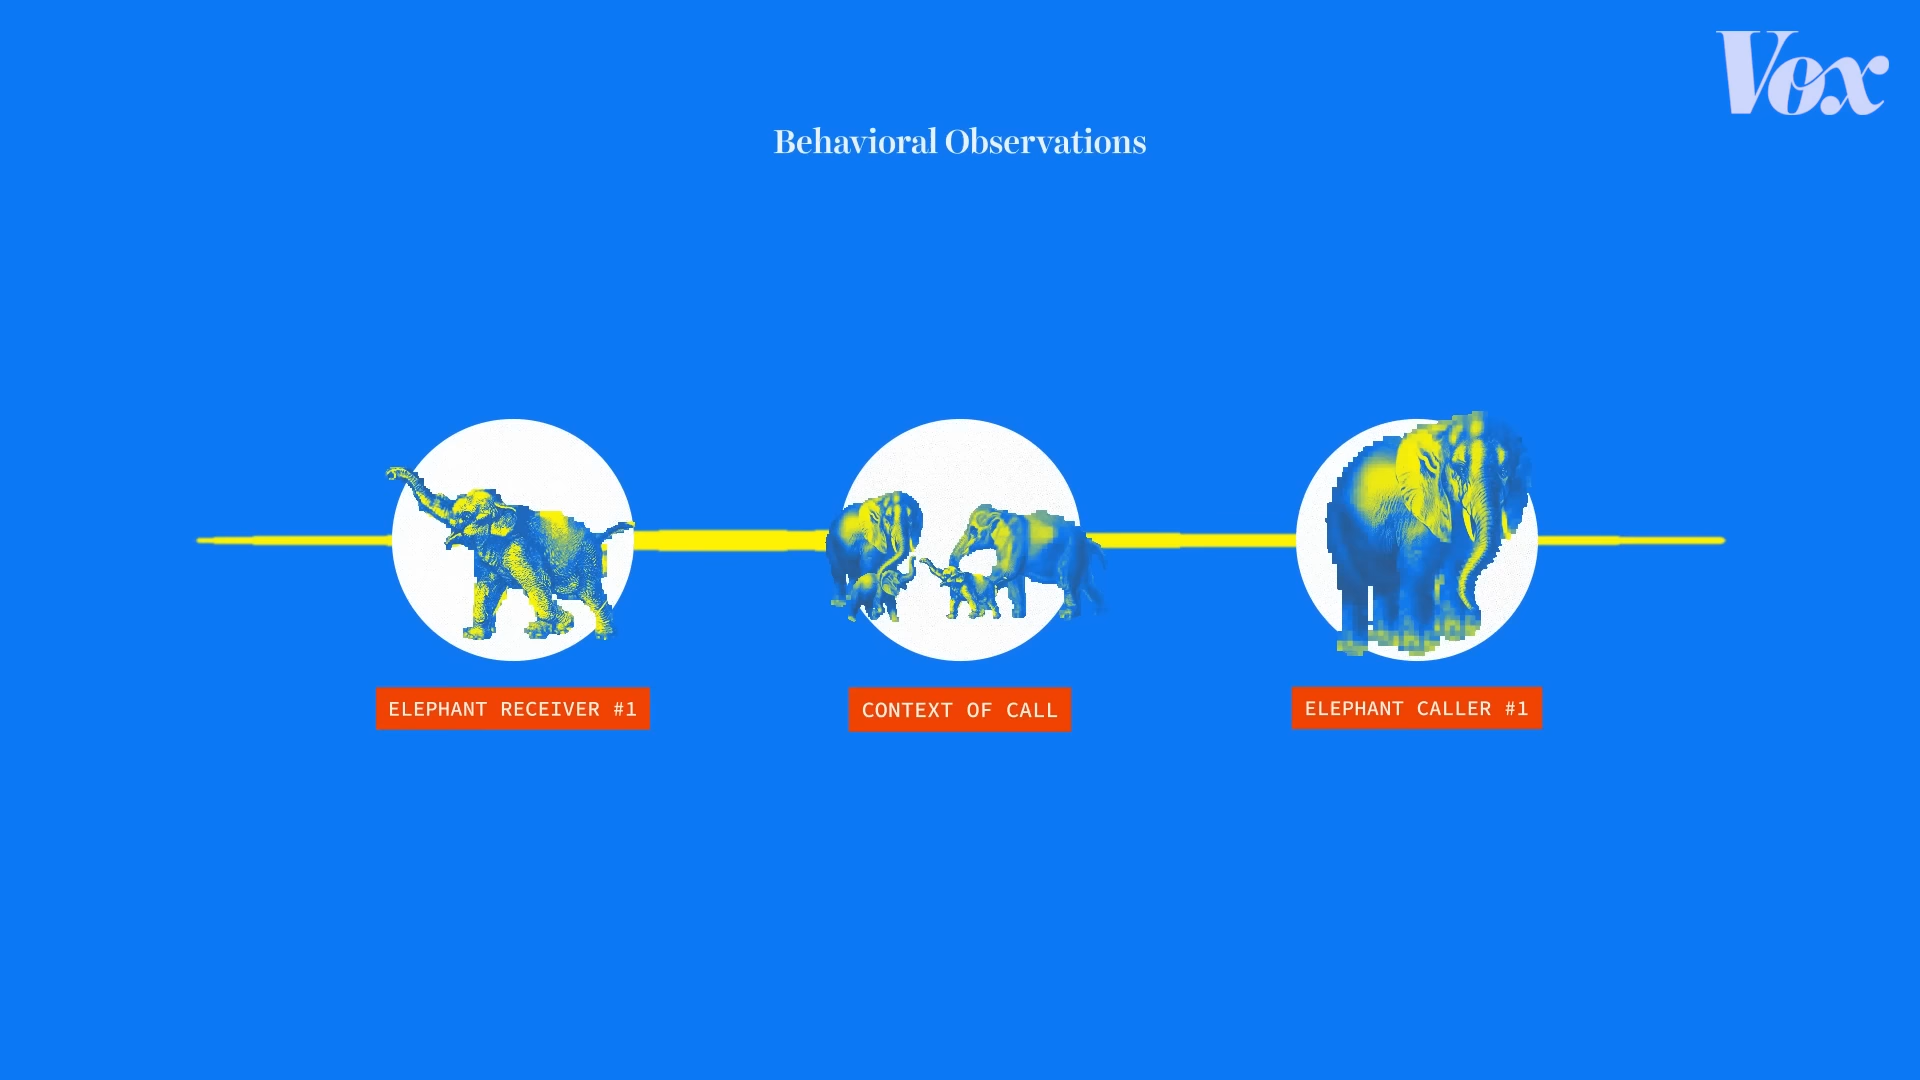 Vox
Behavioral Observations
ELEPHANT RECEIVER #1
CONTEXT OF CALL
ELEPHANT CALLER #1